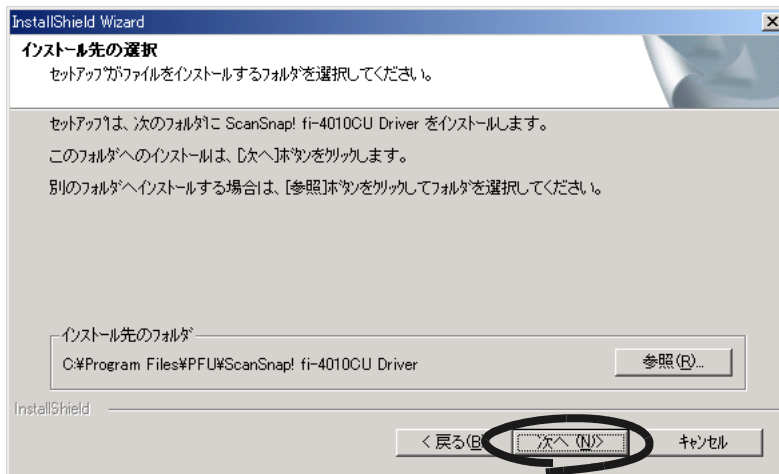 InstallShield Wizard
インストール先の選択
セットアップがファイルをインストールするフォルダを選択してください。
セットアップは、次のフォルダに ScanSnap! fi-4010CU Driver をインストールします。
このフォルダへのインストールは、[次へ]ボタンをクリックします。
別のフォルダへインストールする場合は、[参照]ボタンをクリックしてフォルダを選択してください。
インストール先のフォルダ
C:¥Program Files¥PFU¥ScanSnap! fi-4010CU Driver
参照(R)...
InstallShield
< 戻る(B
次へ (N)>
キャンセル